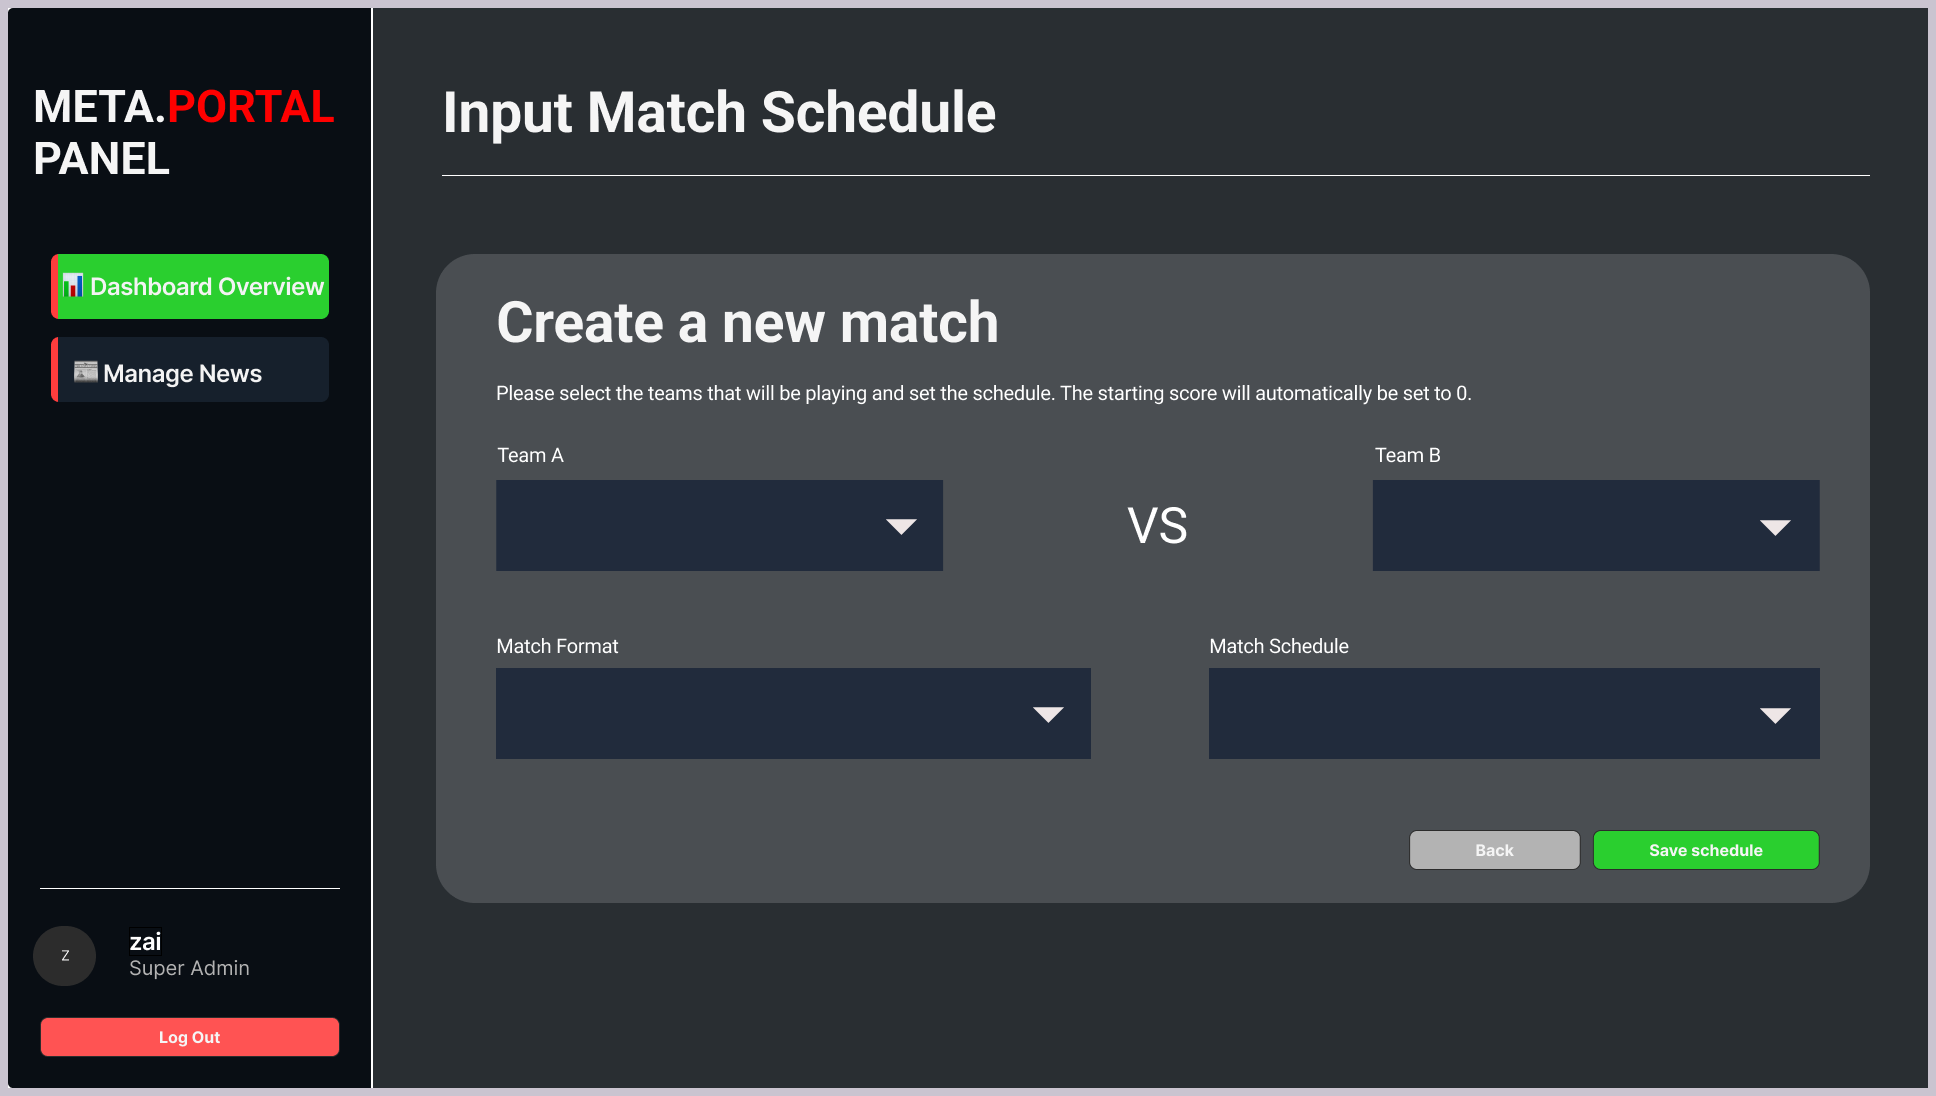 META.PORTAL
PANEL
Dashboard Overview
Manage News
zai
Z
Super Admin
Log Out
Input Match Schedule
Create a new match
Please select the teams that will be playing and set the schedule. The starting score will automatically be set to 0.
Team A
Team B
VS
Match Format
Match Schedule
Back
Save schedule